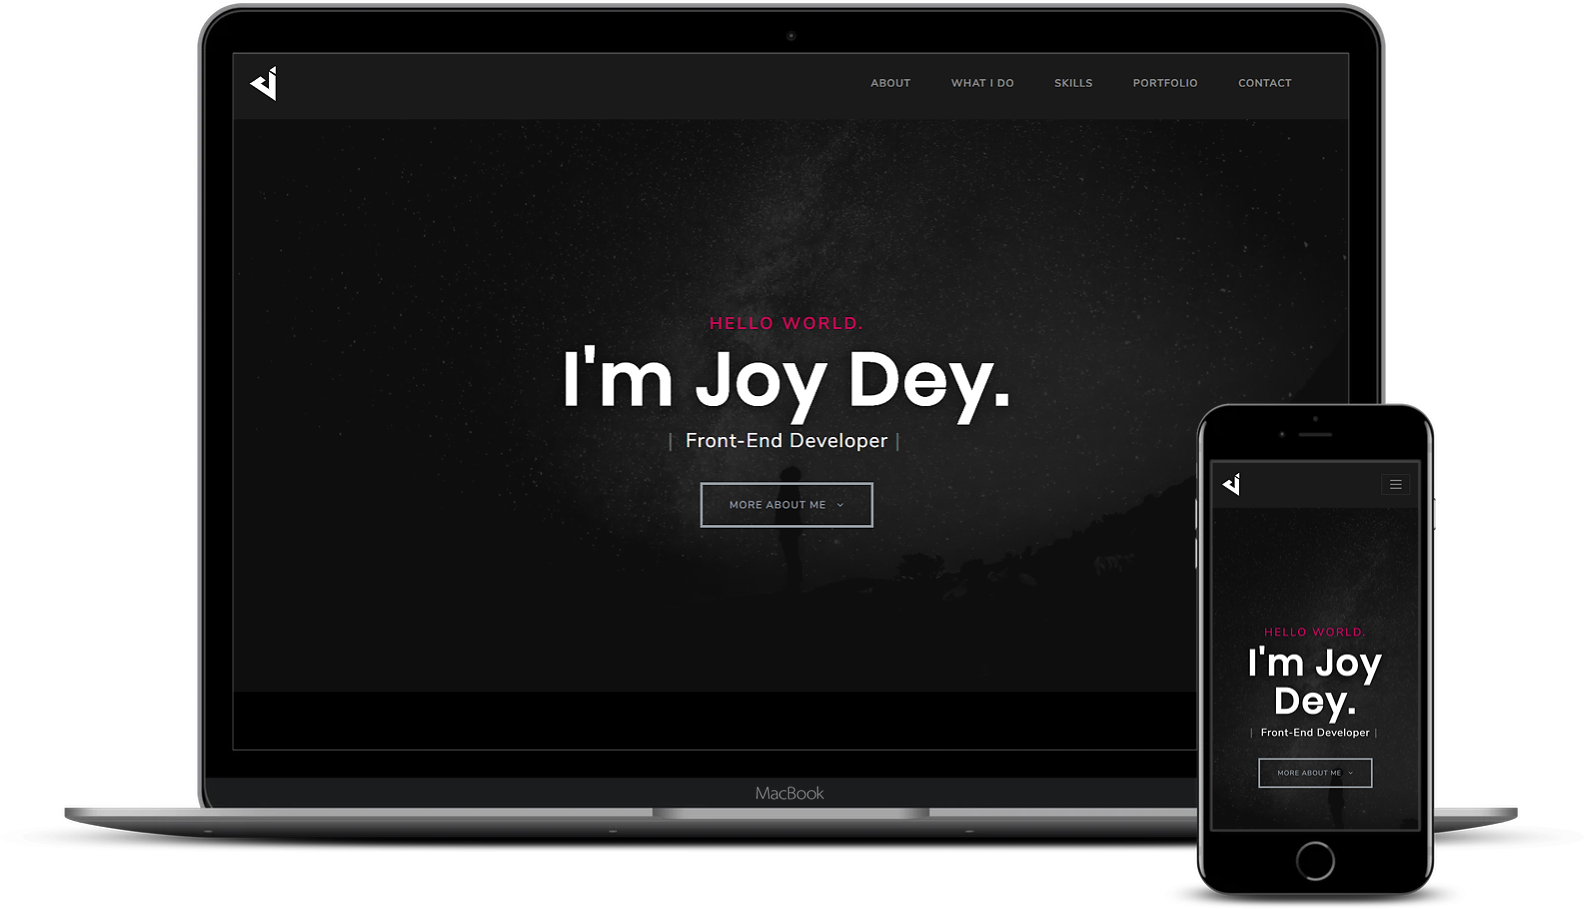 ABOUT WHAT I DO SKILLS PORTFOLIO CONTACT
HELLO WORLD.
I'm Joy Dey.
| Front-End Developer |
MORE ABOUT ME
MacBook
HELLO WORLD.
I'm Joy
Dey.
| Front-End Developer |
MORE ABOUT ME